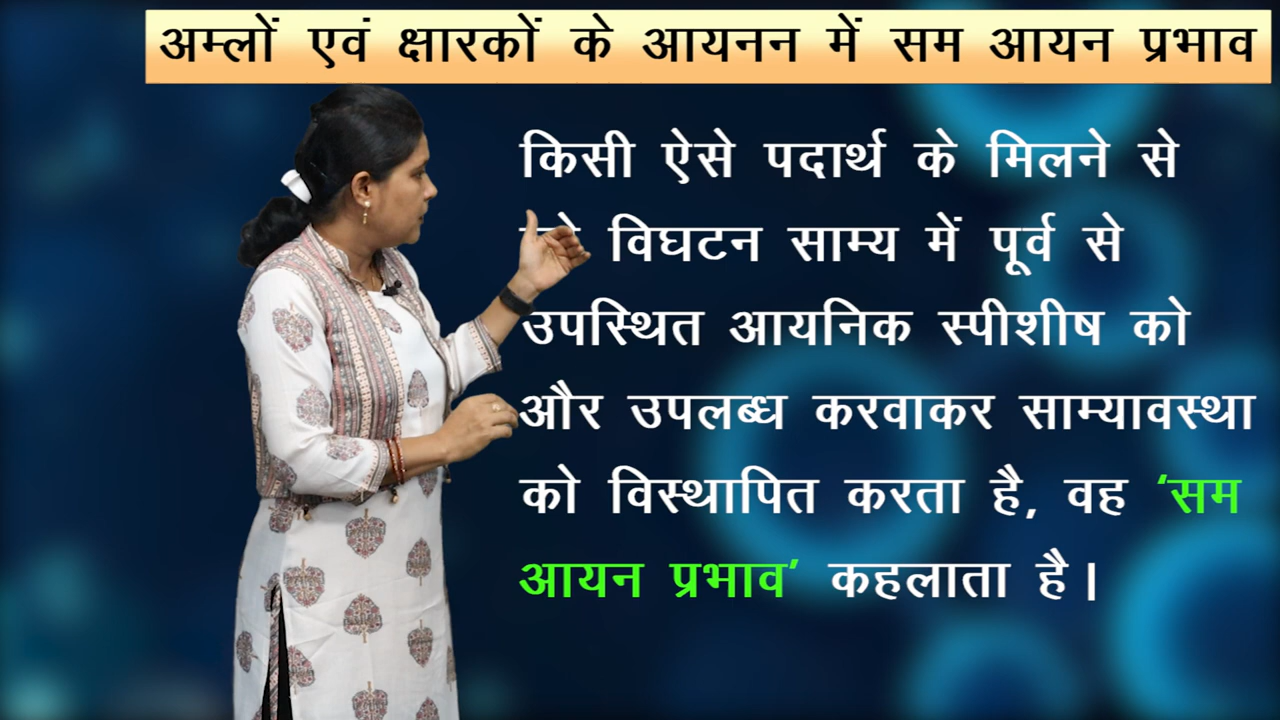 अम्लों एवं क्षारकों के आयनन में सम आयन प्रभाव
किसी ऐसे पदार्थ के मिलने से
विघटन साम्य में पूर्व से
उपस्थित आयनिक स्पीशीष को
और उपलब्ध करवाकर साम्यावस्था
को विस्थापित करता है, वह ‘सम
आयन प्रभाव’ कहलाता है।